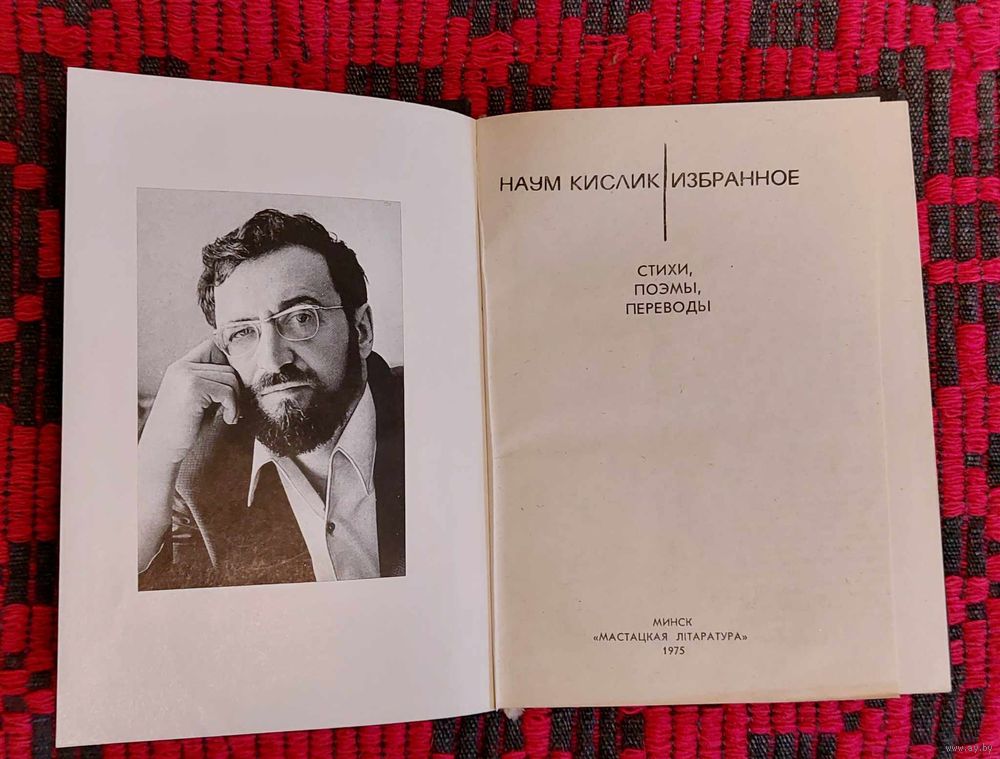 НАУМ КИСЛИК ИЗБРАННОЕ
СТИХИ,
ПОЭМЫ,
ПЕРЕВОДЫ
МИНСК
«МАСТАЦКАЯ ЛІТАРАТУРА»
1975
www.ay.by